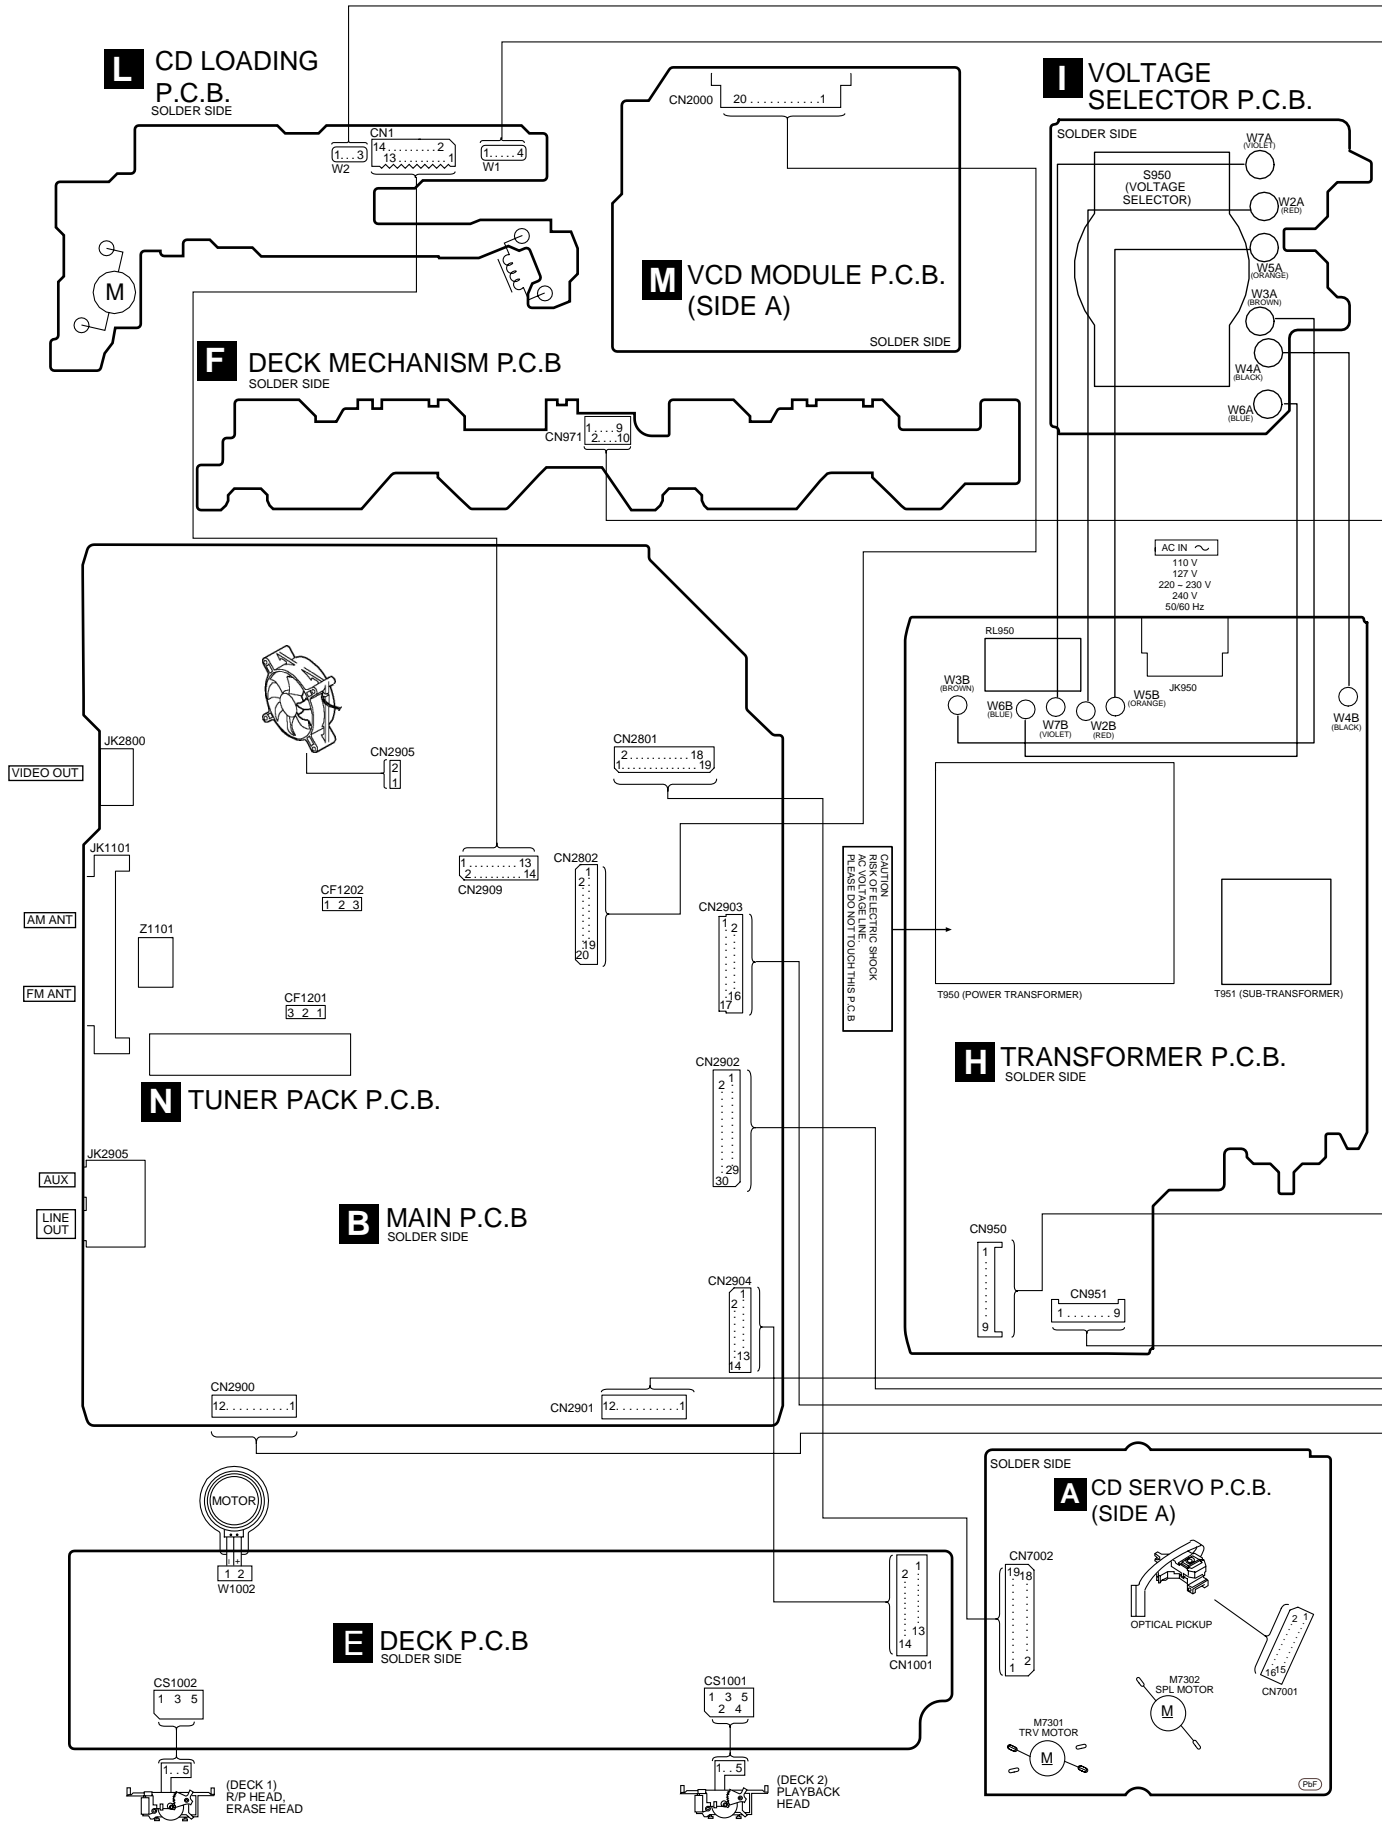 L CD LOADING
P.C.B.
SOLDER SIDE
CN1
14.........2
13.........1
1...3
W2
1.....4
W1
M
CN2000
20...........1
M VCD MODULE P.C.B.
(SIDE A)
SOLDER SIDE
I VOLTAGE
SELECTOR P.C.B.
SOLDER SIDE
S950
(VOLTAGE
SELECTOR)
W7A
(VIOLET)
W2A
(RED)
W5A
(ORANGE)
W3A
(BROWN)
W4A
(BLACK)
W6A
(BLUE)
F DECK MECHANISM P.C.B
SOLDER SIDE
CN971
1....9
2....10
AC IN ~
110 V
127 V
220 ~ 230 V
240 V
50/60 Hz
RL950
JK950
W3B
(BROWN)
W6B
(BLUE)
W7B
(VIOLET)
W2B
(RED)
W5B
(ORANGE)
W4B
(BLACK)
CAUTION
RISK OF ELECTRIC SHOCK
AC VOLTAGE LINE.
PLEASE DO NOT TOUCH THIS P.C.B
T950 (POWER TRANSFORMER)
T951 (SUB-TRANSFORMER)
H TRANSFORMER P.C.B.
SOLDER SIDE
CN950
1
9
CN951
1.......9
VIDEO OUT
JK2800
CN2905
2
1
CN2801
2..........18
1.............19
JK1101
AM ANT
FM ANT
Z1101
CF1202
1 2 3
CF1201
3 2 1
1.........13
2.........14
CN2909
CN2802
1
2
19
20
CN2903
1
2
16
17
CN2902
1
2
29
30
N TUNER PACK P.C.B.
AUX
LINE
OUT
JK2905
B MAIN P.C.B
SOLDER SIDE
CN2904
1
2
13
14
CN2900
12..........1
CN2901
12..........1
MOTOR
- +
1 2
W1002
E DECK P.C.B
SOLDER SIDE
1
2
13
14
CN1001
CS1002
1 3 5
1..5
(DECK 1)
R/P HEAD,
ERASE HEAD
CS1001
1 3 5
2 4
1..5
(DECK 2)
PLAYBACK
HEAD
SOLDER SIDE
A CD SERVO P.C.B.
(SIDE A)
CN7002
19
18
1
2
OPTICAL PICKUP
2 1
16 15
CN7001
M7302
SPL MOTOR
M
M7301
TRV MOTOR
M
PbF